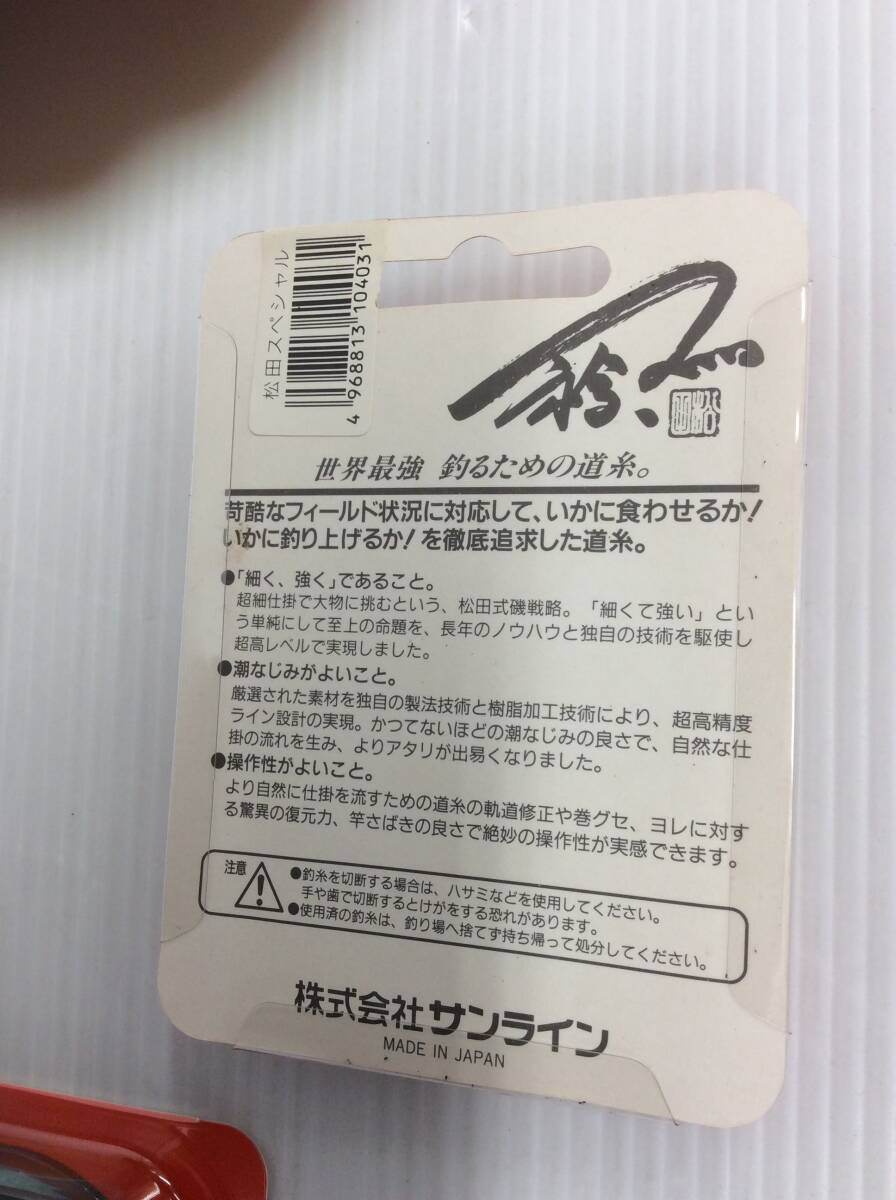 松田スペシャル
4 968813 104031
世界最強 釣るための道糸。
苛酷なフィールド状況に対応して、いかに食わせるか!
いかに釣り上げるか!を徹底追求した道糸。
●「細く、強く」であること。
超細仕掛で大物に挑むという、松田式磯戦略。「細くて強い」とい
う単純にして至上の命題を、長年のノウハウと独自の技術を駆使し
超高レベルで実現しました。
●潮なじみがよいこと。
厳選された素材を独自の製法技術と樹脂加工技術により、超高精度
ライン設計の実現。かつてないほどの潮なじみの良さで、自然な仕
掛の流れを生み、よりアタリが出易くなりました。
●操作性がよいこと。
より自然に仕掛を流すための道糸の軌道修正や巻グセ、ヨレに対す
る驚異の復元力、竿さばきの良さで絶妙の操作性が実感できます。
注意
●釣糸を切断する場合は、ハサミなどを使用してください。
手や歯で切断するとけがをする恐れがあります。
●使用済の釣糸は、釣り場へ捨てず持ち帰って処分してください。
株式会社サンライン
MADE IN JAPAN